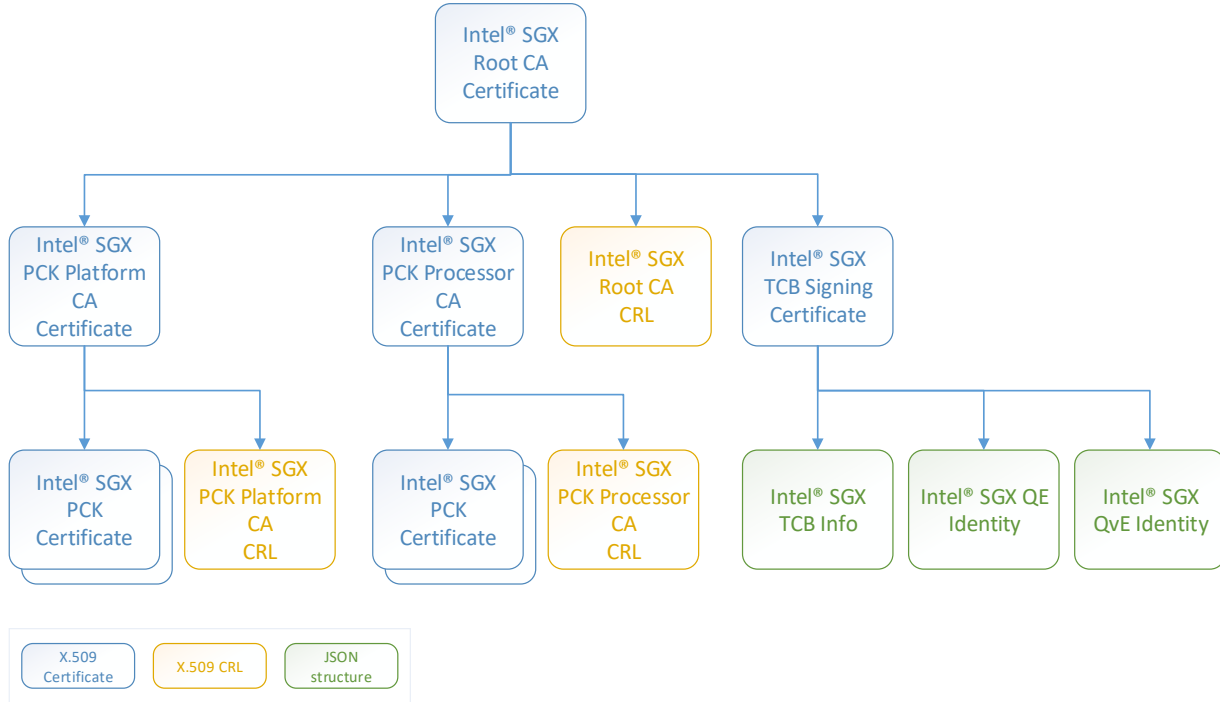 Intel® SGX
Root CA
Certificate
Intel® SGX
PCK Platform
CA
Certificate
Intel® SGX
PCK Processor
CA
Certificate
Intel® SGX
Root CA
CRL
Intel® SGX
TCB Signing
Certificate
Intel® SGX
PCK
Certificate
Intel® SGX
PCK Platform
CA
CRL
Intel® SGX
PCK
Certificate
Intel® SGX
PCK Processor
CA
CRL
Intel® SGX
TCB Info
Intel® SGX QE
Identity
Intel® SGX
QvE Identity
X.509
Certificate
X.509 CRL
JSON
structure